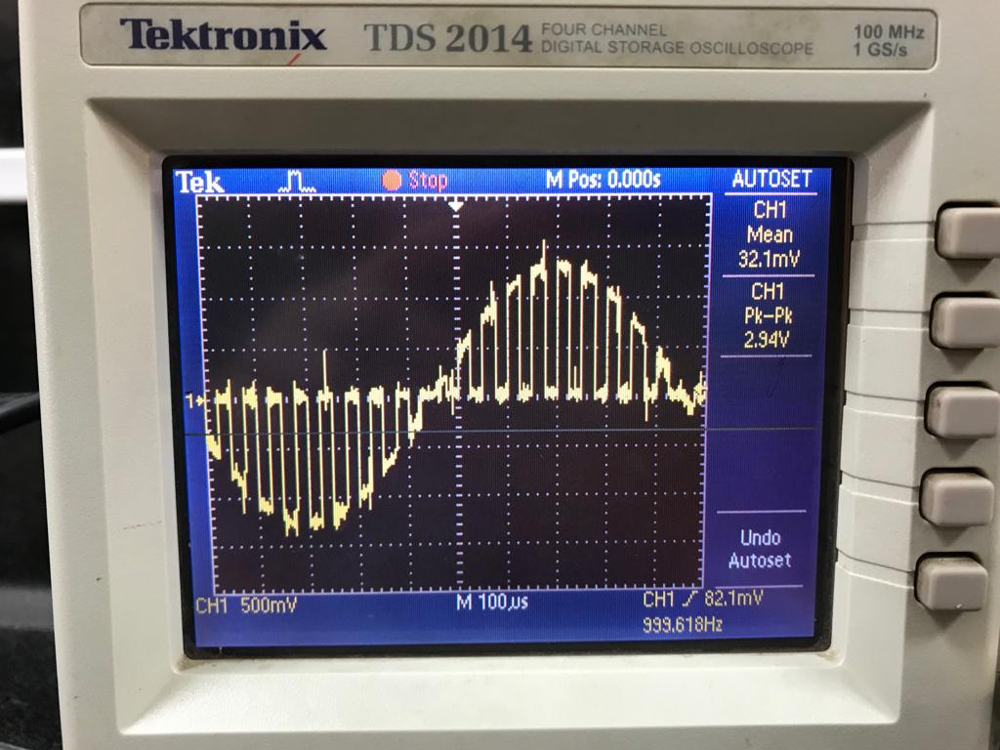 Tektronix TDS 2014 FOUR CHANNEL
DIGITAL STORAGE OSCILLOSCOPE
100 MHz
1 GS/s
Tek Stop M Pos: 0.000s AUTOSET
CH1
Mean
32.1mV
CH1
Pk-Pk
2.94V
1
Undo
Autoset
CH1 500mV M 100µs CH1 82.1mV
999.618Hz